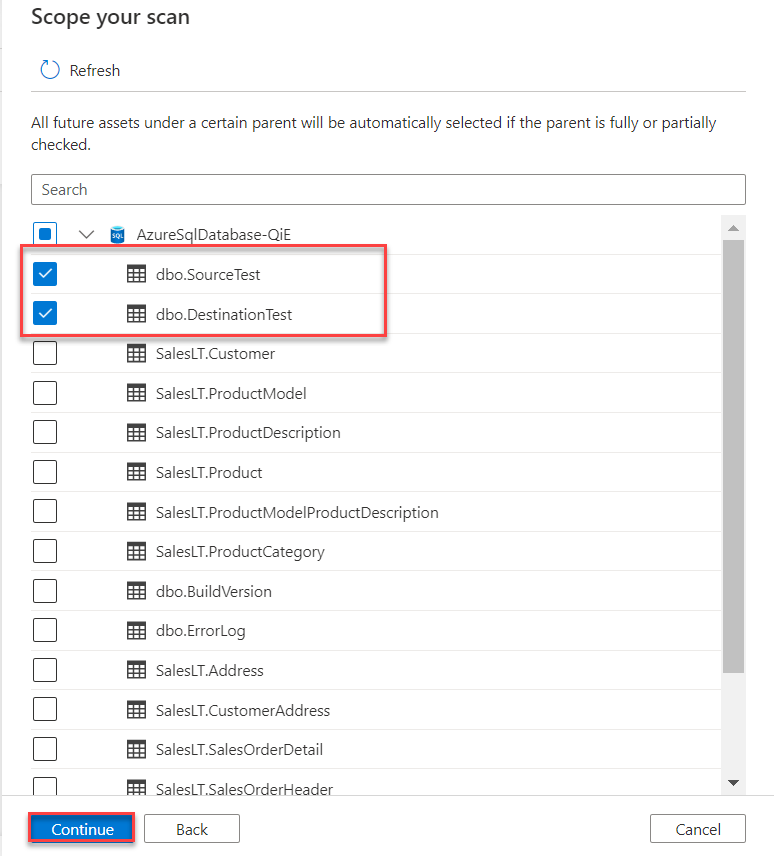 Scope your scan
Refresh
All future assets under a certain parent will be automatically selected if the parent is fully or partially
checked.
Search
SQL AzureSqlDatabase-QiE
dbo.SourceTest
dbo.DestinationTest
SalesLT.Customer
SalesLT.ProductModel
SalesLT.ProductDescription
SalesLT.Product
SalesLT.ProductModelProductDescription
SalesLT.ProductCategory
dbo.BuildVersion
dbo.ErrorLog
SalesLT.Address
SalesLT.CustomerAddress
SalesLT.SalesOrderDetail
SalesLT.SalesOrderHeader
Continue Back Cancel